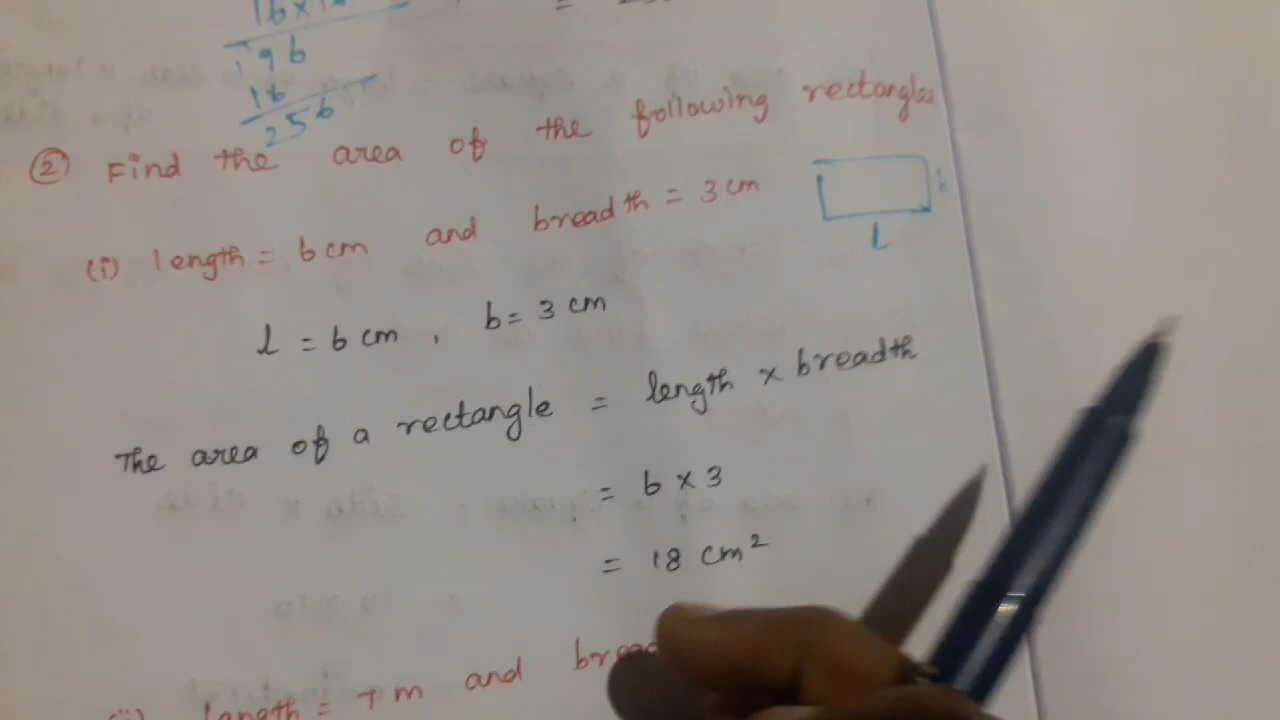 196
16
256
② Find the area of the following rectangles
(i) length = 6 cm and breadth = 3 cm
l
l = 6 cm , b = 3 cm
The area of a rectangle = length × breadth
= 6 × 3
= 18 cm²
length = 7 m and